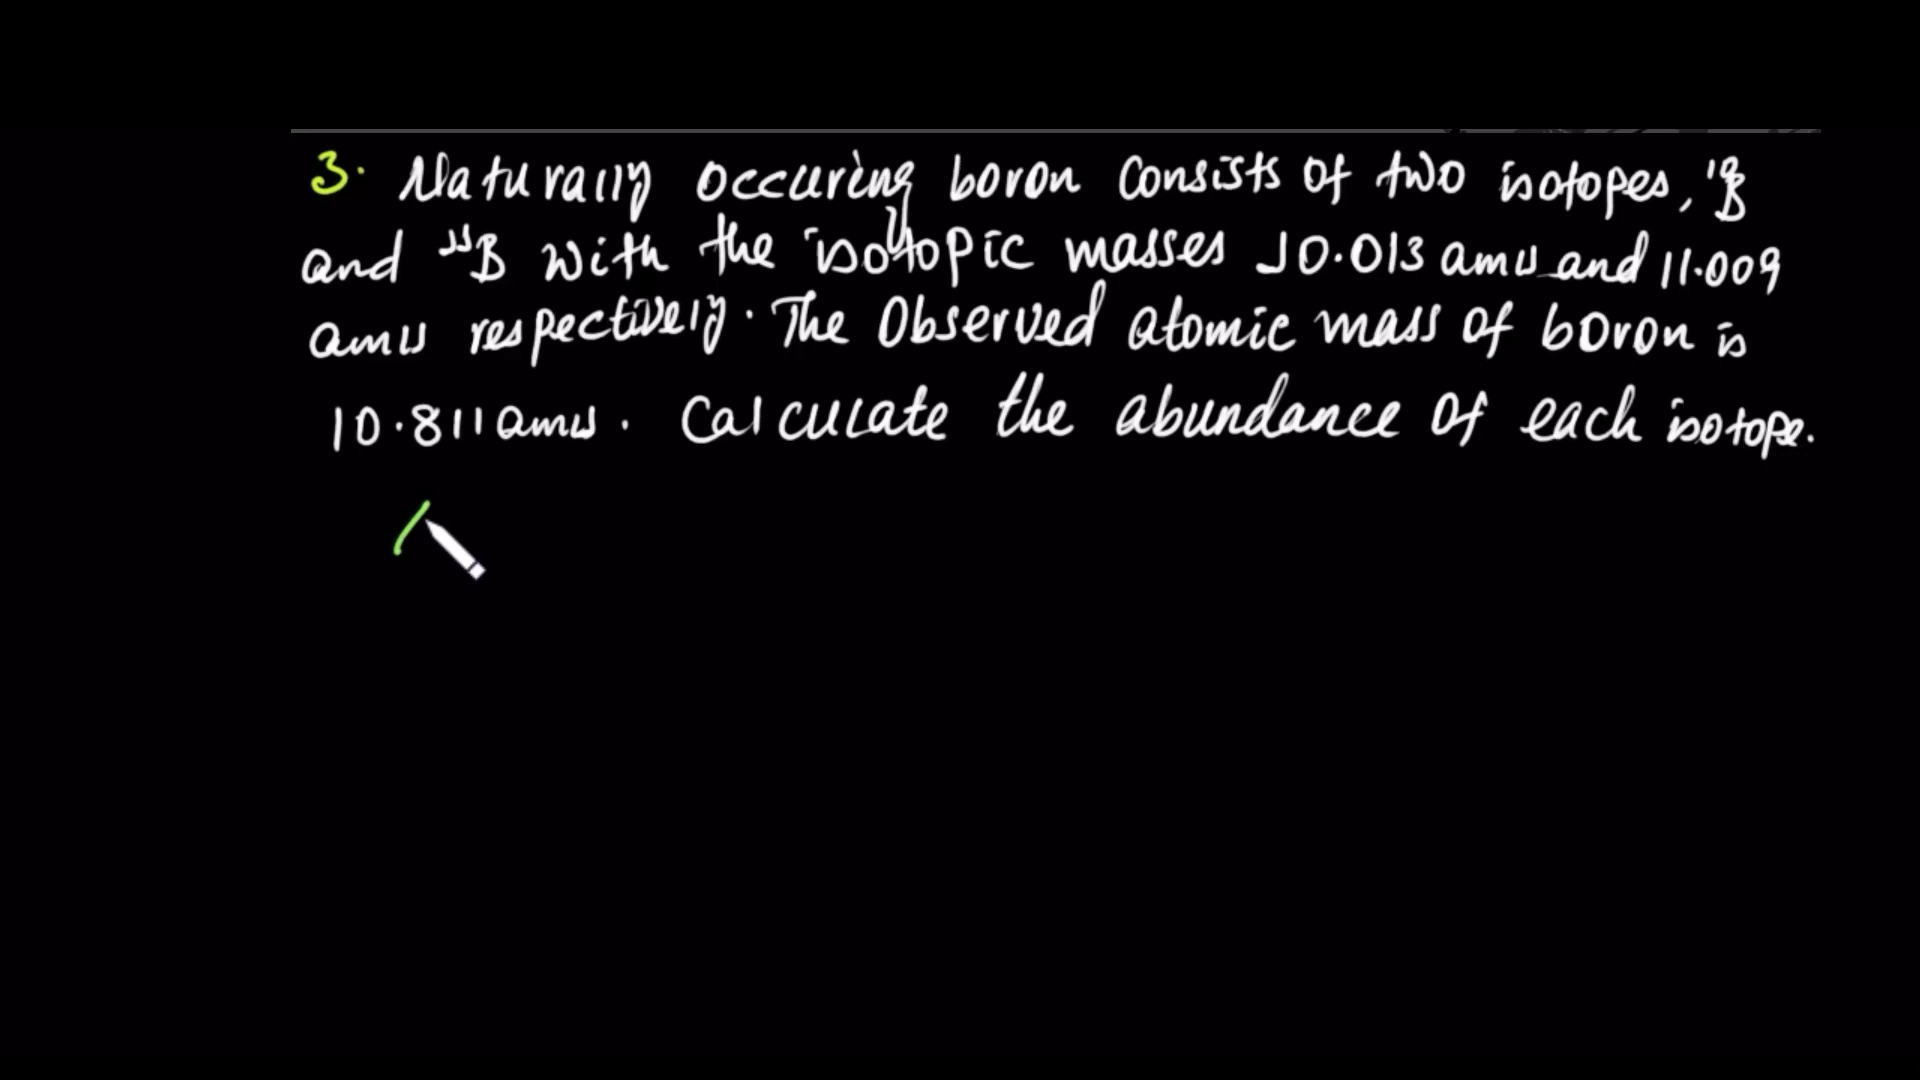 3. Naturally occuring boron consists of two isotopes, ¹⁰B
and ¹¹B with the isotopic masses 10.013 amu and 11.009
amu respectively. The observed atomic mass of boron is
10.811 amu. Calculate the abundance of each isotope.